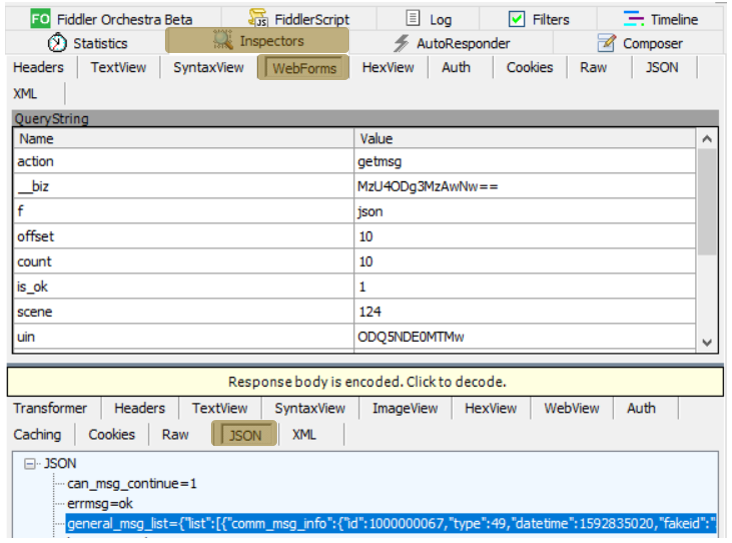 FO Fiddler Orchestra Beta FiddlerScript Log Filters Timeline
Statistics Inspectors AutoResponder Composer
Headers TextView SyntaxView WebForms HexView Auth Cookies Raw JSON
XML
QueryString
Name Value
action getmsg
__biz MzU4ODg3MzAwNw==
f json
offset 10
count 10
is_ok 1
scene 124
uin ODQ5NDE0MTMw
Response body is encoded. Click to decode.
Transformer Headers TextView SyntaxView ImageView HexView WebView Auth
Caching Cookies Raw JSON XML
JSON
can_msg_continue=1
errmsg=ok
general_msg_list={"list":[{"comm_msg_info":{"id":1000000067,"type":49,"datetime":1592835020,"fakeid":"